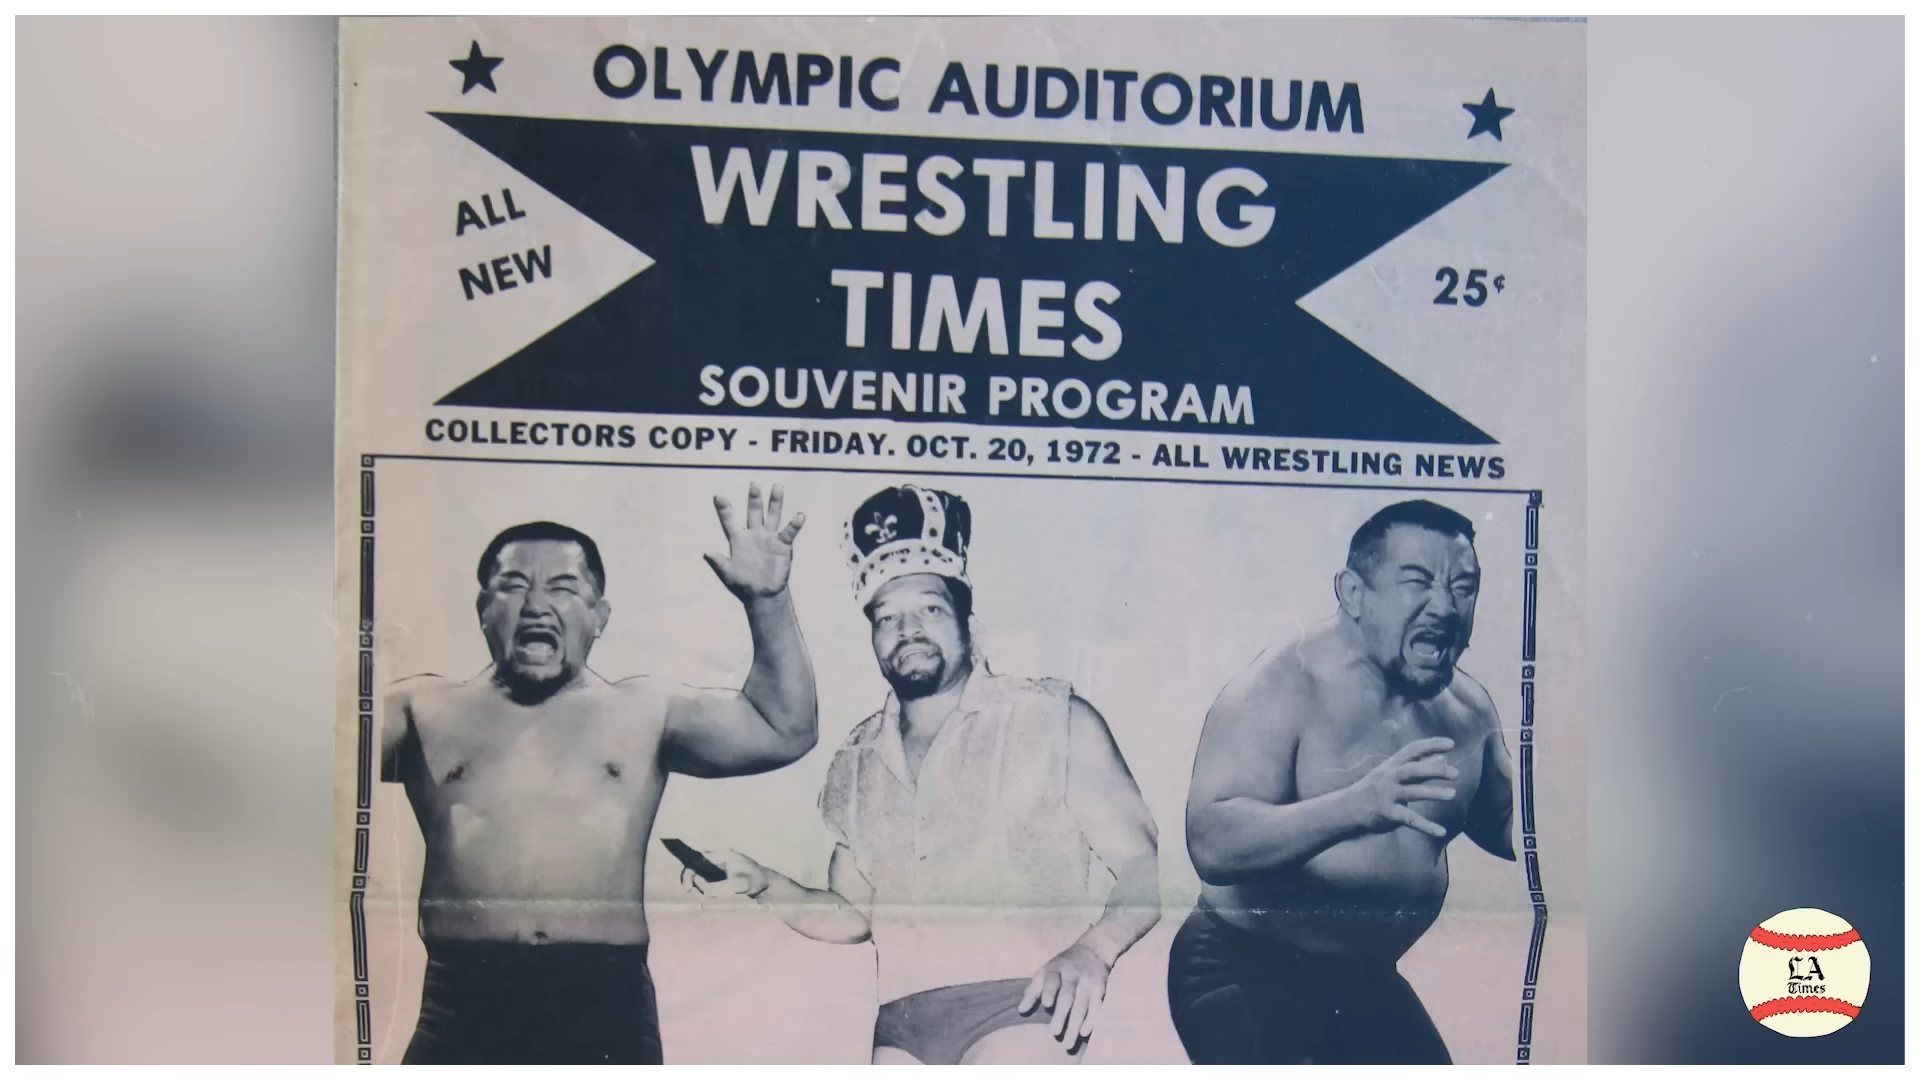 OLYMPIC AUDITORIUM
WRESTLING
TIMES
SOUVENIR PROGRAM
ALL
NEW
25¢
COLLECTORS COPY - FRIDAY. OCT. 20, 1972 - ALL WRESTLING NEWS
LA
Times